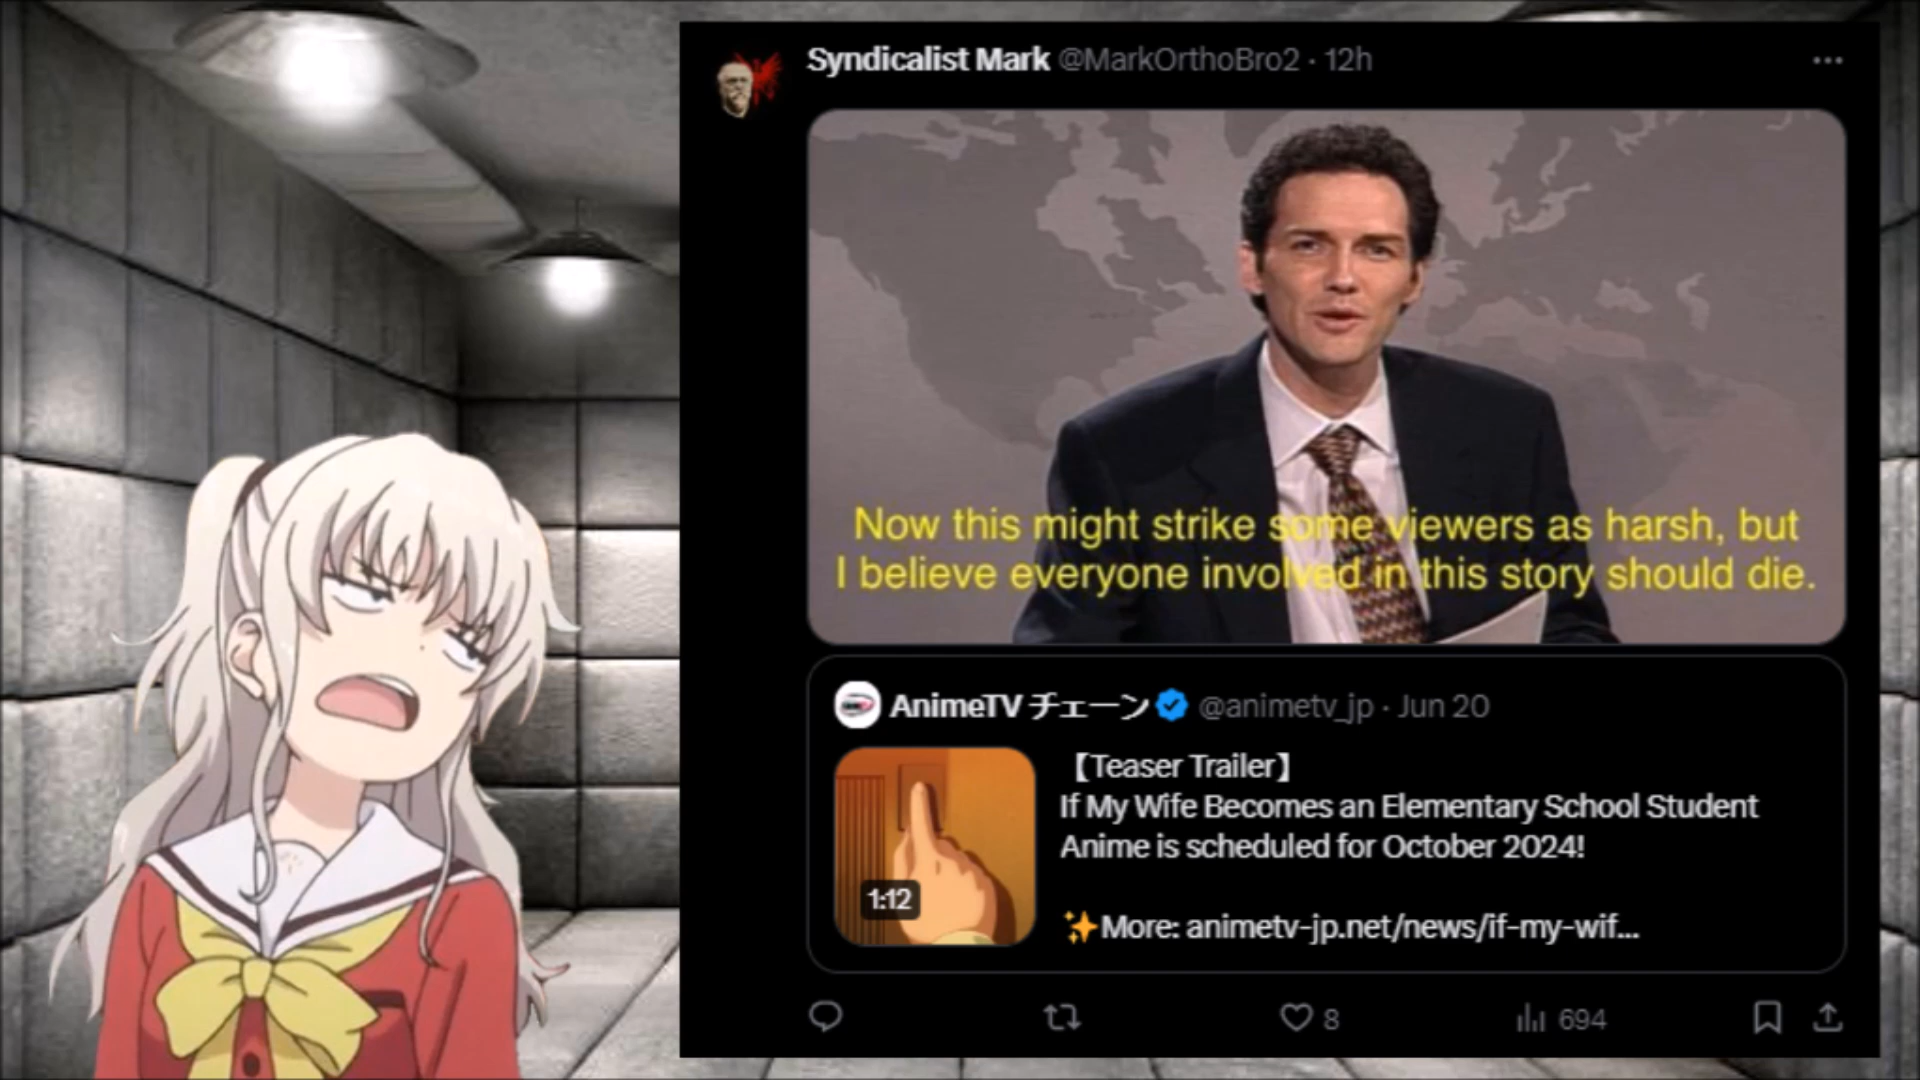 Syndicalist Mark @MarkOrthoBro2 · 12h
Now this might strike some viewers as harsh, but
I believe everyone involved in this story should die.
AnimeTV チェーン @animetv_jp · Jun 20
【Teaser Trailer】
If My Wife Becomes an Elementary School Student
Anime is scheduled for October 2024!
1:12
✨More: animetv-jp.net/news/if-my-wif...
8
694